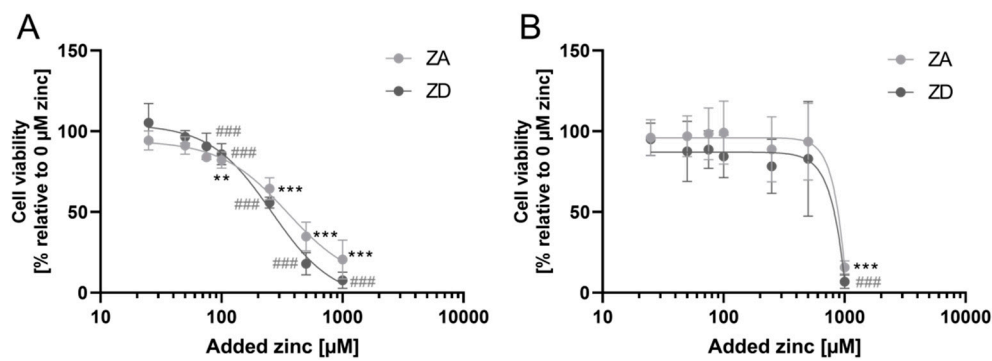 A
Cell viability
[% relative to 0 µM zinc]
150
100
50
0
ZA
ZD
###
###
**
***
###
***
###
***
###
10
100
1000
10000
Added zinc [µM]
B
Cell viability
[% relative to 0 µM zinc]
150
100
50
0
ZA
ZD
***
###
10
100
1000
10000
Added zinc [µM]